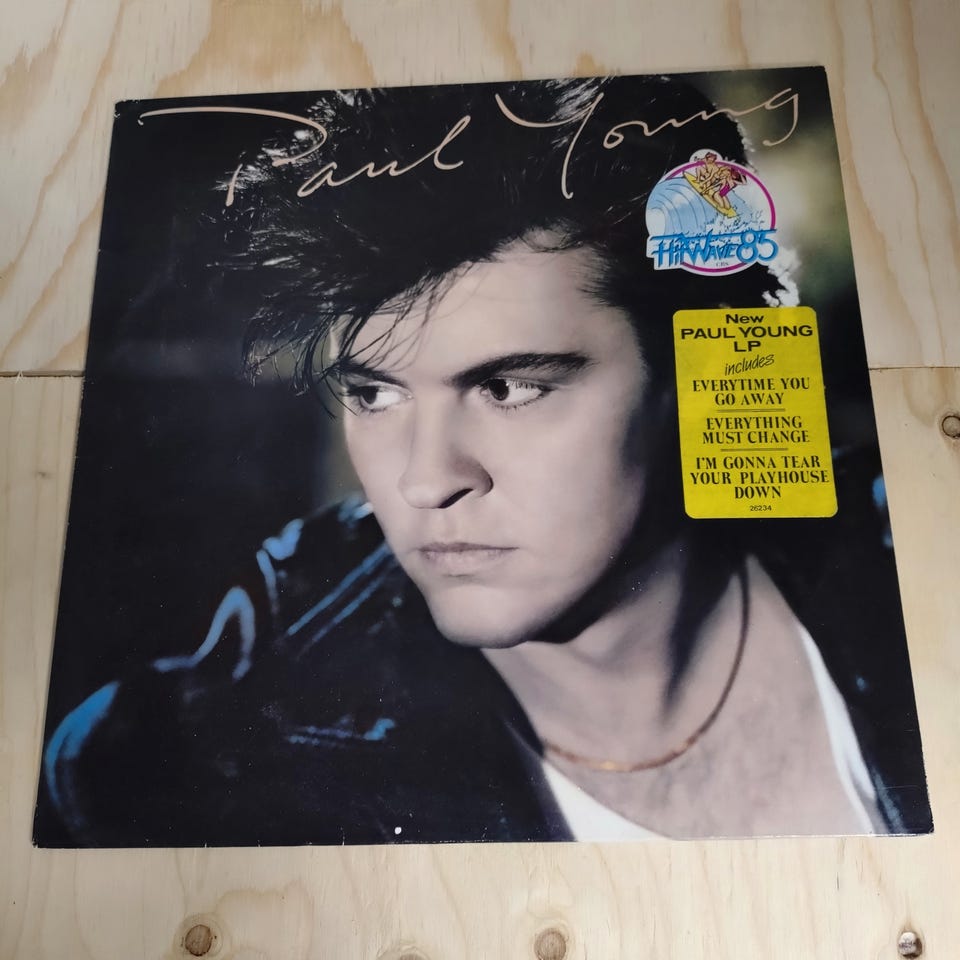 Paul Young
HitWave 85
CBS
New
PAUL YOUNG
LP
includes
EVERYTIME YOU
GO AWAY
EVERYTHING
MUST CHANGE
I'M GONNA TEAR
YOUR PLAYHOUSE
DOWN
26234